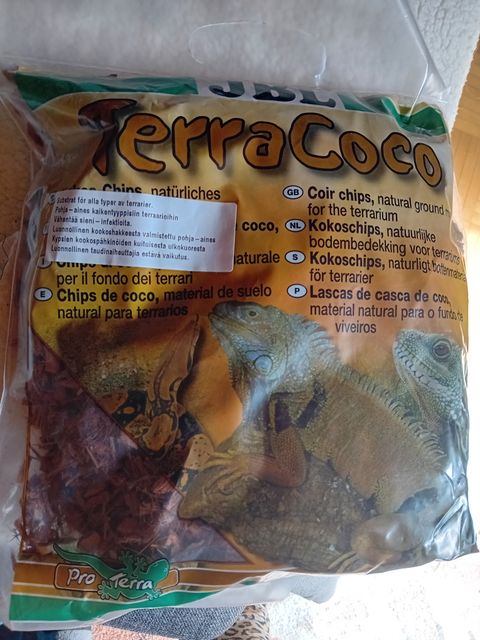 JBL
TerraCoco
Chips, natürliches
Substrat för alla typer av terrarier.
Pohja – aines kaikentyyppisiin terraarioihin
Vähentää sieni – infektioita.
Luonnollinen kookoshakkeesta valmistettu pohja – aines
Kypsien kookospähkinöiden kuituisesta ulkokuoresta
Luonnollinen taudinaiheuttajia estävä vaikutus.
coco,
naturale
per il fondo dei terrari
E Chips de coco, material de suelo
natural para terrarios
GB Coir chips, natural ground
for the terrarium
NL Kokoschips, natuurlijke
bodembedekking voor terrariums
S Kokoschips, naturligt bottenmaterial
för terrarier
P Lascas de casca de coco,
material natural para o fundo de
viveiros
Pro Terra